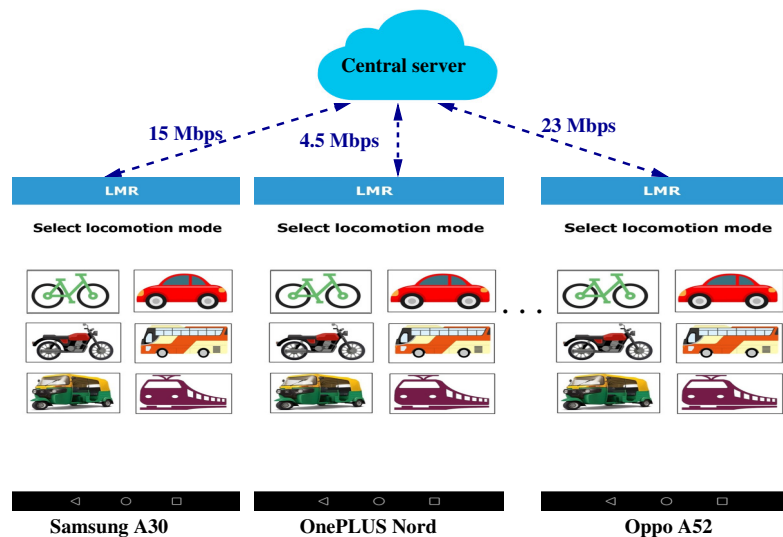 Central server
15 Mbps
4.5 Mbps
23 Mbps
LMR
LMR
LMR
Select locomotion mode
Select locomotion mode
Select locomotion mode
. . .
Samsung A30
OnePLUS Nord
Oppo A52